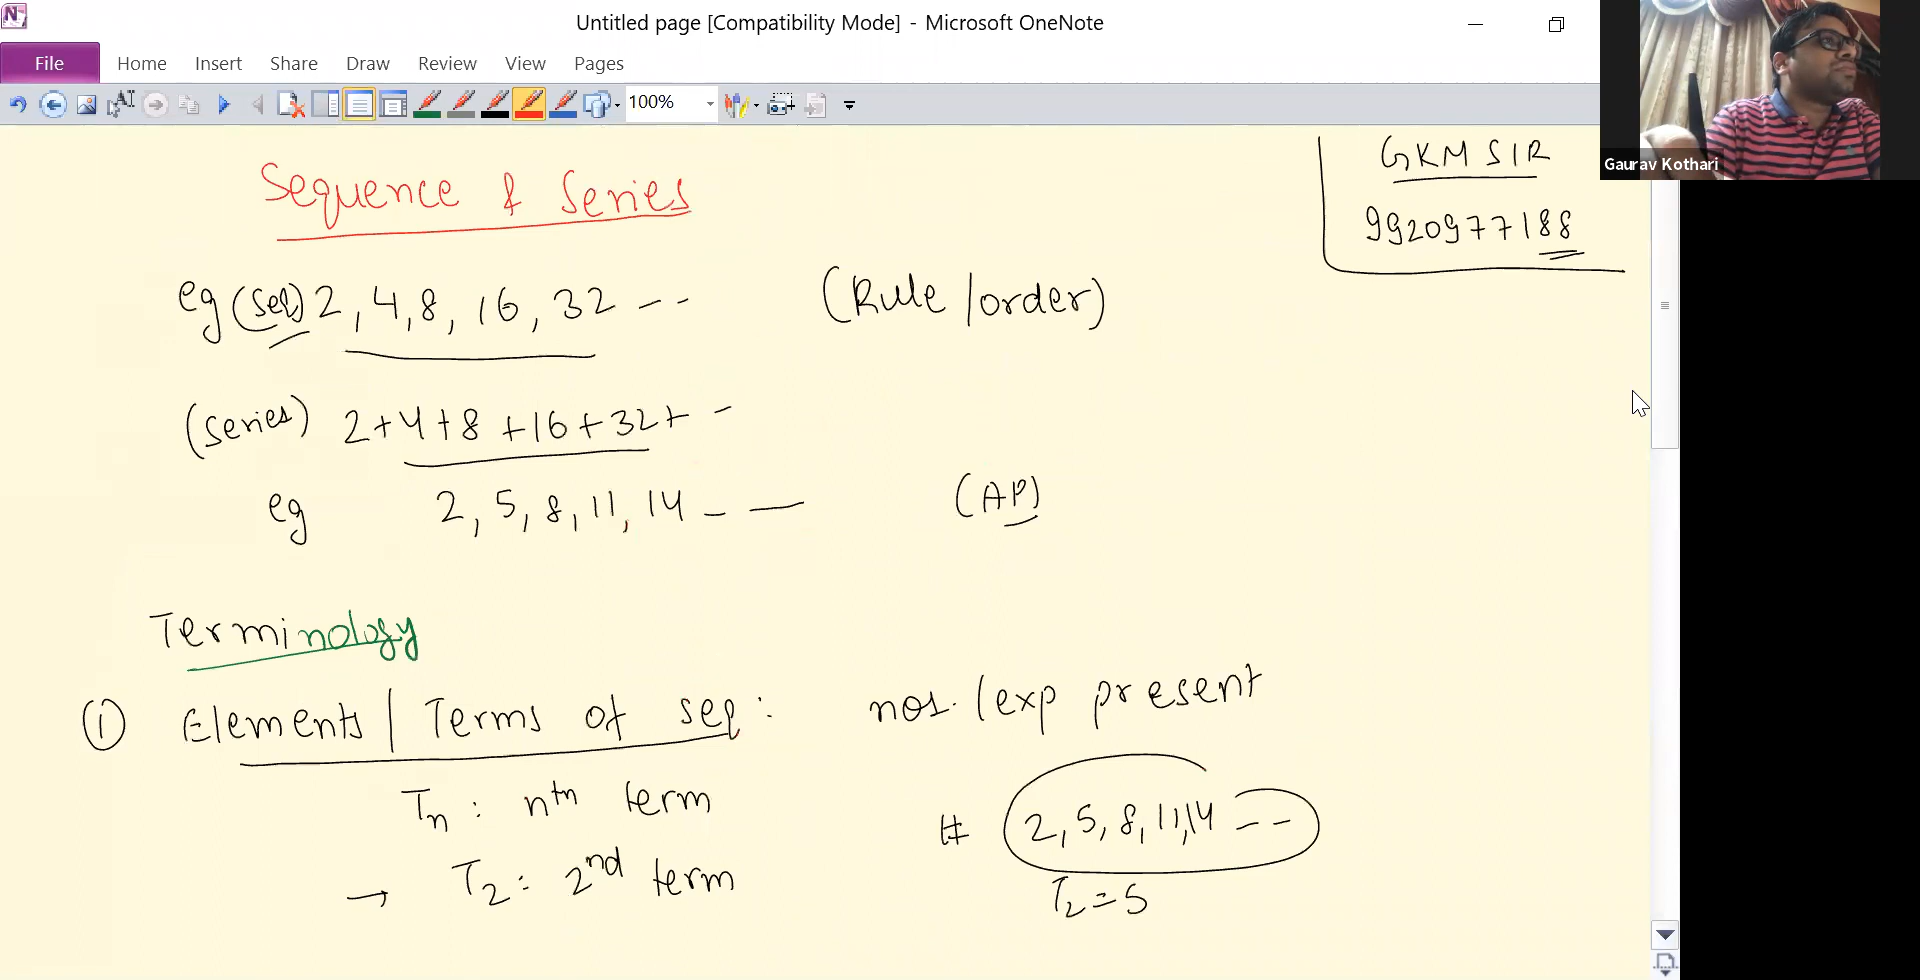 Untitled page [Compatibility Mode] - Microsoft OneNote
File Home Insert Share Draw Review View Pages
100%
Gaurav Kothari
GKM SIR
9920977188
Sequence & Series
eg (seq) 2, 4, 8, 16, 32 -- (Rule/order)
(series) 2+4+8+16+32+ -
eg 2, 5, 8, 11, 14 - — (AP)
Terminology
① Elements/Terms of seq: nos./exp present
Tn : nth term
# 2, 5, 8, 11, 14 --
→ T2: 2nd term
T2 = 5